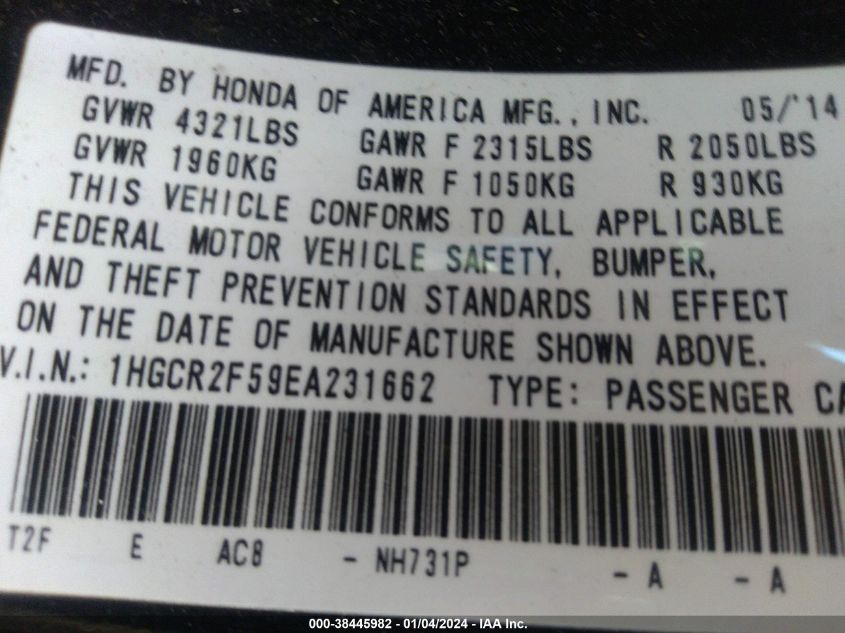 MFD. BY HONDA OF AMERICA MFG., INC. 05/'14
GVWR 4321LBS GAWR F 2315LBS R 2050LBS
GVWR 1960KG GAWR F 1050KG R 930KG
THIS VEHICLE CONFORMS TO ALL APPLICABLE
FEDERAL MOTOR VEHICLE SAFETY, BUMPER,
AND THEFT PREVENTION STANDARDS IN EFFECT
ON THE DATE OF MANUFACTURE SHOWN ABOVE.
V.I.N.: 1HGCR2F59EA231662 TYPE: PASSENGER CA
T2F E AC8 - NH731P - A - A
000-38445982 - 01/04/2024 - IAA Inc.